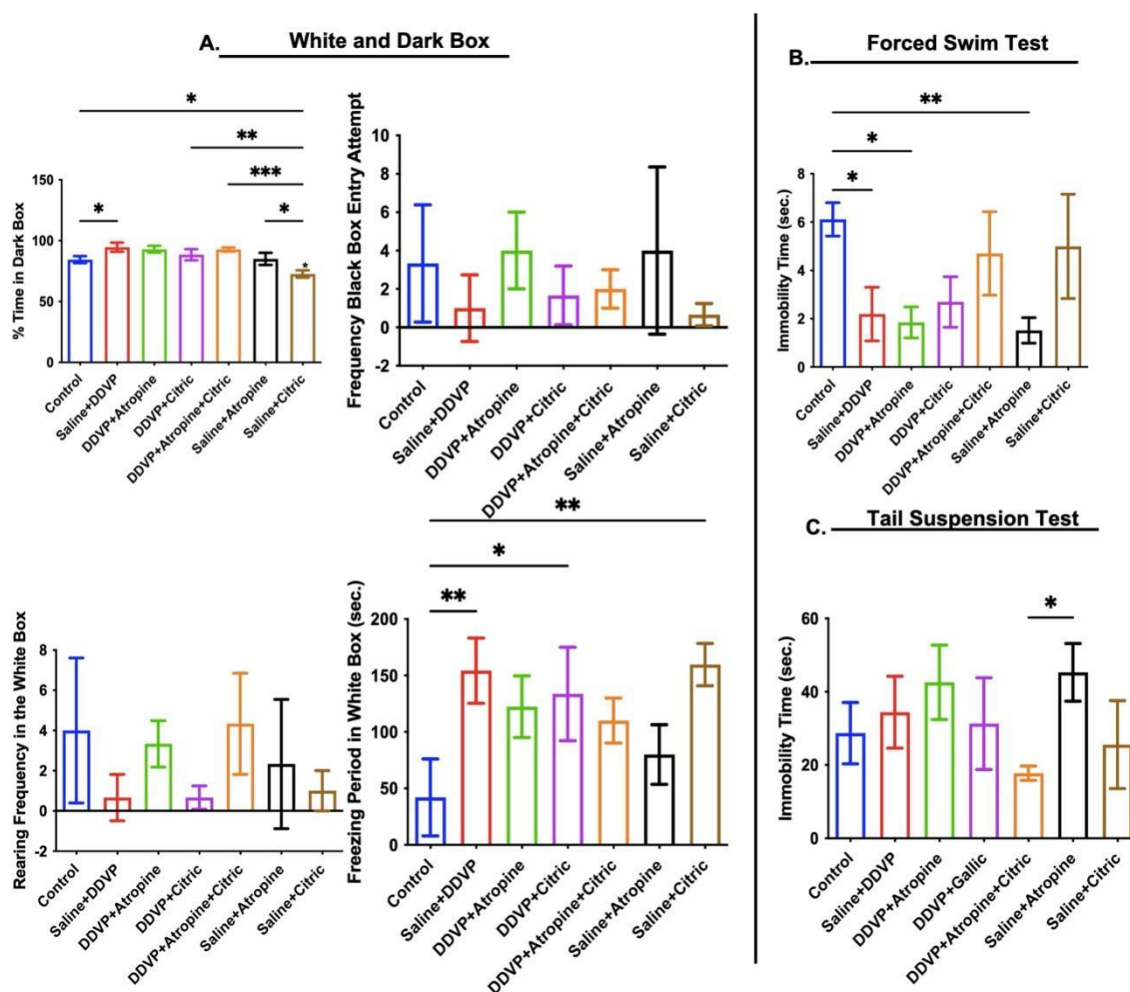 A. White and Dark Box
*
**
***
*
*
*
% Time in Dark Box
150
100
50
0
Control
Saline+DDVP
DDVP+Atropine
DDVP+Citric
DDVP+Atropine+Citric
Saline+Atropine
Saline+Citric
Frequency Black Box Entry Attempt
10
8
6
4
2
0
-2
Control
Saline+DDVP
DDVP+Atropine
DDVP+Citric
DDVP+Atropine+Citric
Saline+Atropine
Saline+Citric
Rearing Frequency in the White Box
8
6
4
2
0
-2
Control
Saline+DDVP
DDVP+Atropine
DDVP+Citric
DDVP+Atropine+Citric
Saline+Atropine
Saline+Citric
**
*
**
Freezing Period in White Box (sec.)
200
150
100
50
0
Control
Saline+DDVP
DDVP+Atropine
DDVP+Citric
DDVP+Atropine+Citric
Saline+Atropine
Saline+Citric
B. Forced Swim Test
**
*
*
Immobility Time (sec.)
8
6
4
2
0
Control
Saline+DDVP
DDVP+Atropine
DDVP+Citric
DDVP+Atropine+Citric
Saline+Atropine
Saline+Citric
C. Tail Suspension Test
*
Immobility Time (sec.)
60
40
20
0
Control
Saline+DDVP
DDVP+Atropine
DDVP+Gallic
DDVP+Atropine+Citric
Saline+Atropine
Saline+Citric